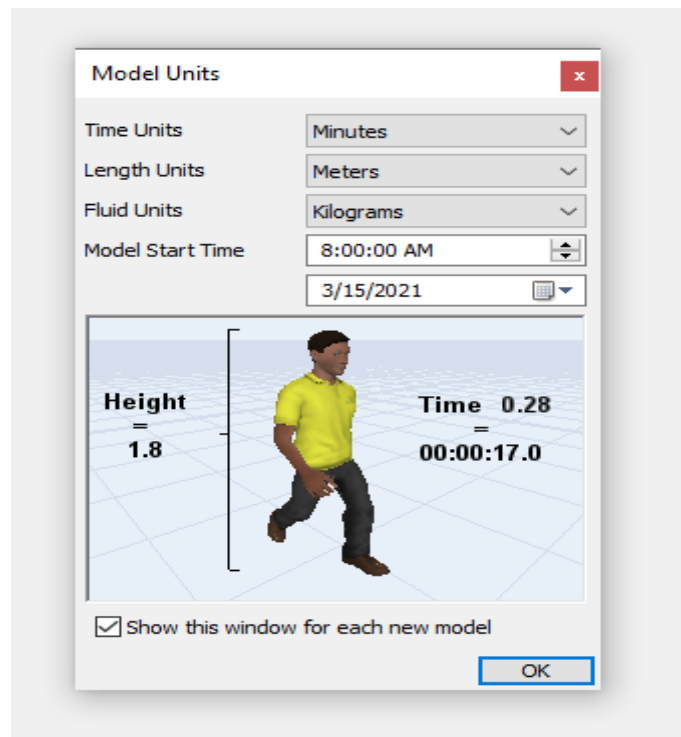 Model Units
x
Time Units Minutes
Length Units Meters
Fluid Units Kilograms
Model Start Time 8:00:00 AM
3/15/2021
Height
=
1.8
Time 0.28
=
00:00:17.0
Show this window for each new model
OK